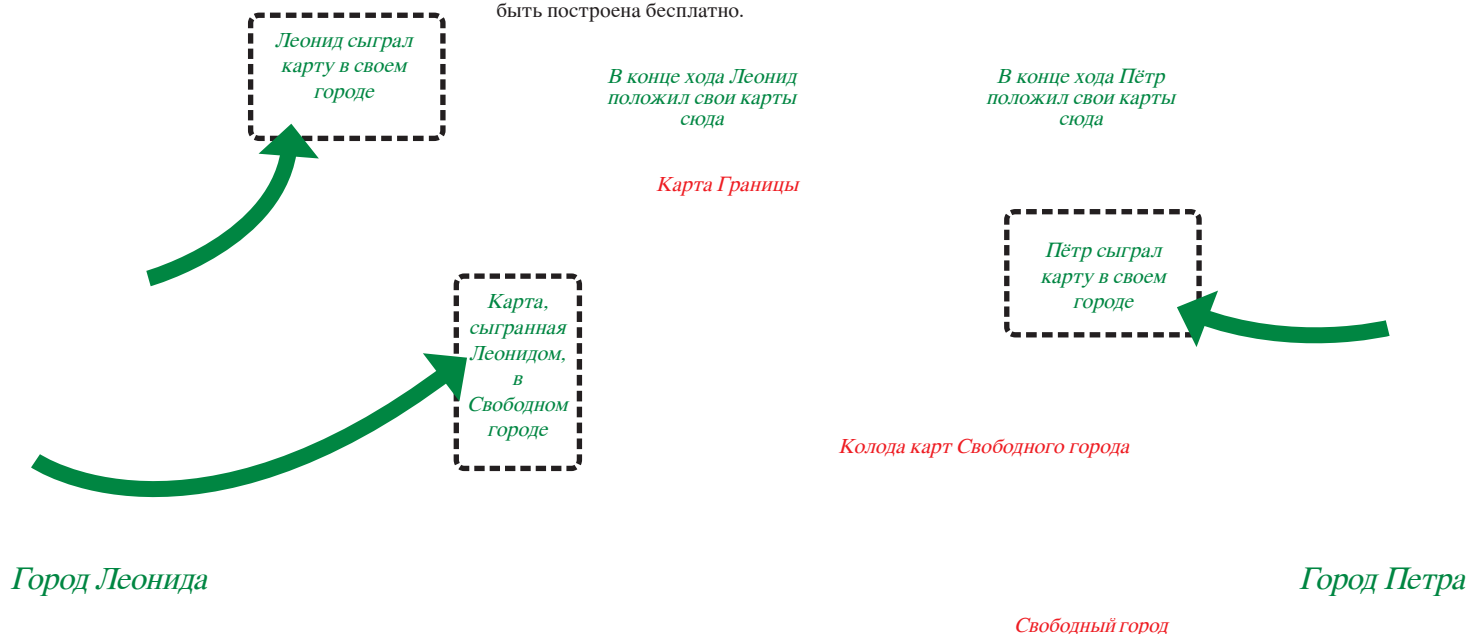 быть построена бесплатно.
Леонид сыграл
карту в своем
городе
В конце хода Леонид
положил свои карты
сюда
В конце хода Пётр
положил свои карты
сюда
Карта Границы
Пётр сыграл
карту в своем
городе
Карта,
сыгранная
Леонидом,
в
Свободном
городе
Колода карт Свободного города
Город Леонида
Город Петра
Свободный город